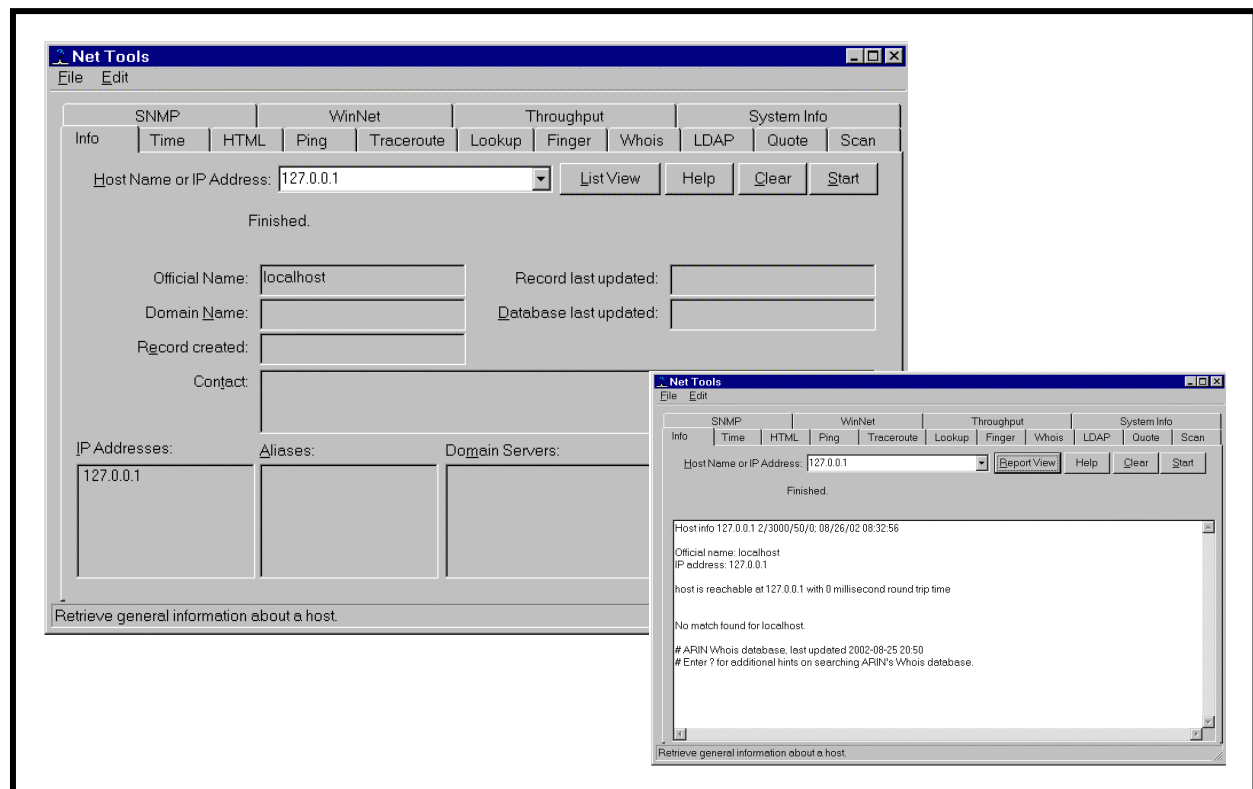 Net Tools
File Edit
SNMP WinNet Throughput System Info
Info Time HTML Ping Traceroute Lookup Finger Whois LDAP Quote Scan
Host Name or IP Address: 127.0.0.1 List View Help Clear Start
Finished.
Official Name: localhost Record last updated:
Domain Name: Database last updated:
Record created:
Contact:
IP Addresses: Aliases: Domain Servers:
127.0.0.1
Retrieve general information about a host.
Net Tools
File Edit
SNMP WinNet Throughput System Info
Info Time HTML Ping Traceroute Lookup Finger Whois LDAP Quote Scan
Host Name or IP Address: 127.0.0.1 Report View Help Clear Start
Finished.
Host info 127.0.0.1 2/3000/50/0; 08/26/02 08:32:56
Official name: localhost
IP address: 127.0.0.1
host is reachable at 127.0.0.1 with 0 millisecond round trip time
No match found for localhost.
# ARIN Whois database, last updated 2002-08-25 20:50
# Enter ? for additional hints on searching ARIN's Whois database.
Retrieve general information about a host.